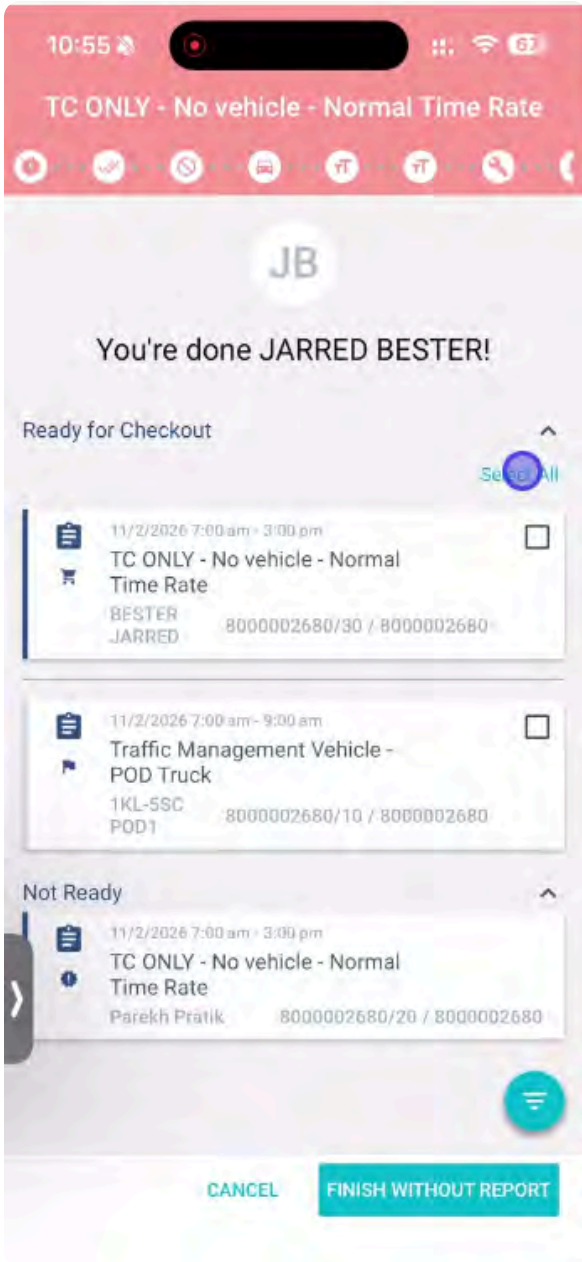 10:55
67
TC ONLY - No vehicle - Normal Time Rate
JB
You're done JARRED BESTER!
Ready for Checkout
Select All
11/2/2026 7:00 am - 3:00 pm
TC ONLY - No vehicle - Normal
Time Rate
BESTER
JARRED
8000002680/30 / 8000002680
11/2/2026 7:00 am - 9:00 am
Traffic Management Vehicle -
POD Truck
1KL-5SC
POD1
8000002680/10 / 8000002680
Not Ready
11/2/2026 7:00 am - 3:00 pm
TC ONLY - No vehicle - Normal
Time Rate
Parekh Pratik 8000002680/20 / 8000002680
CANCEL FINISH WITHOUT REPORT